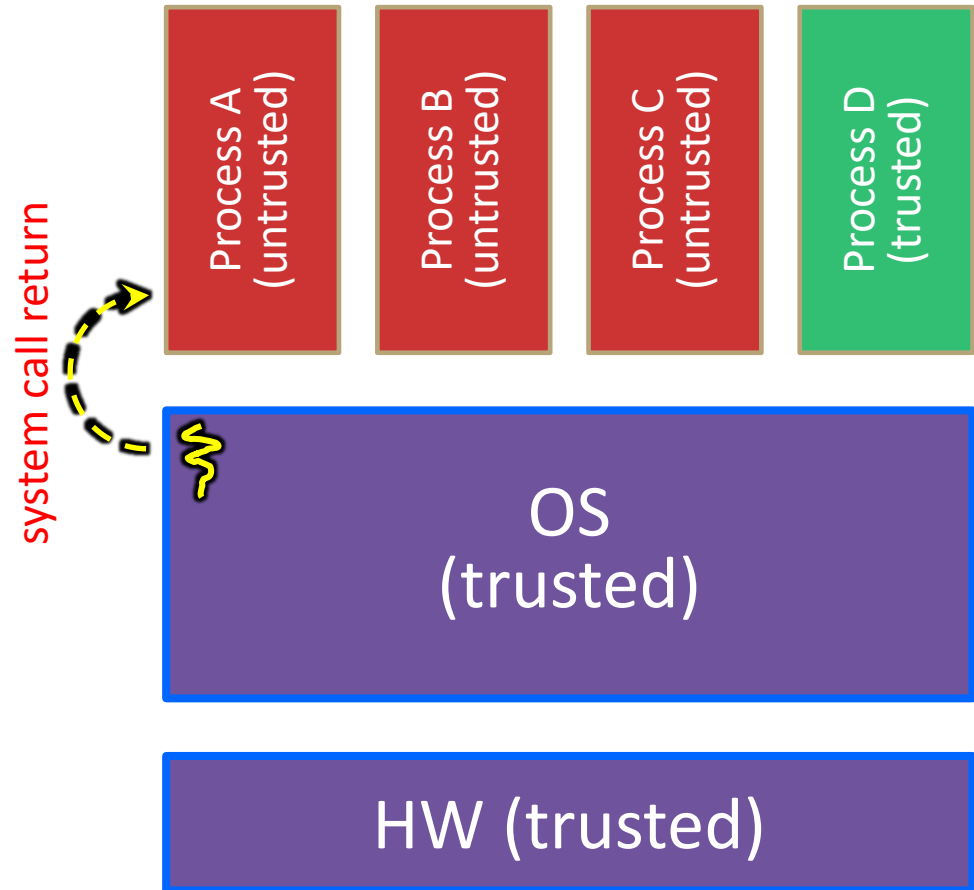 Process A
(untrusted)
Process B
(untrusted)
Process C
(untrusted)
Process D
(trusted)
system call return
OS
(trusted)
HW (trusted)